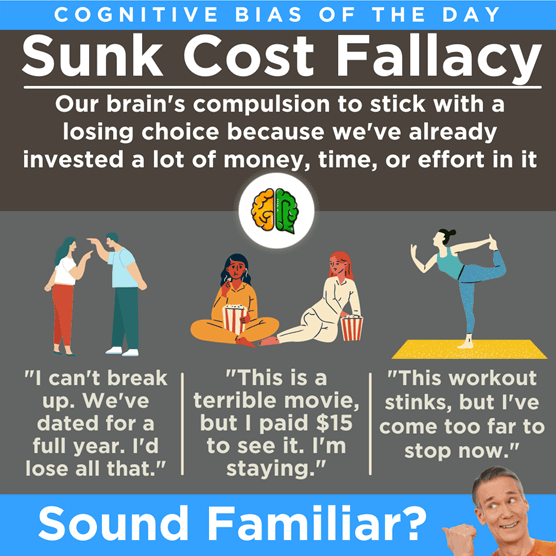 COGNITIVE BIAS OF THE DAY
Sunk Cost Fallacy
Our brain's compulsion to stick with a
losing choice because we've already
invested a lot of money, time, or effort in it
"I can't break
up. We've
dated for a
full year. I'd
lose all that."
"This is a
terrible movie,
but I paid $15
to see it. I'm
staying."
"This workout
stinks, but I've
come too far to
stop now."
Sound Familiar?